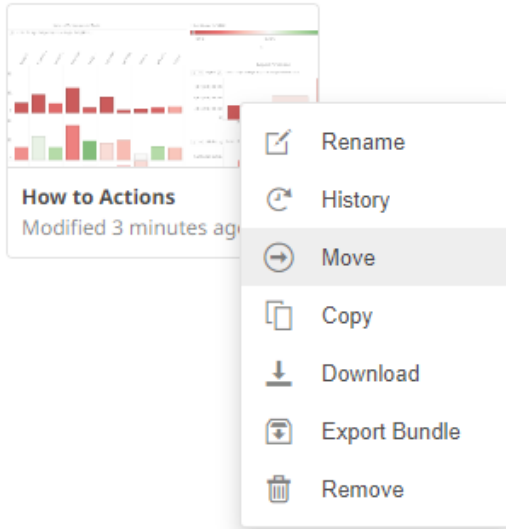 How to Actions
Modified 3 minutes ag
Rename
History
Move
Copy
Download
Export Bundle
Remove